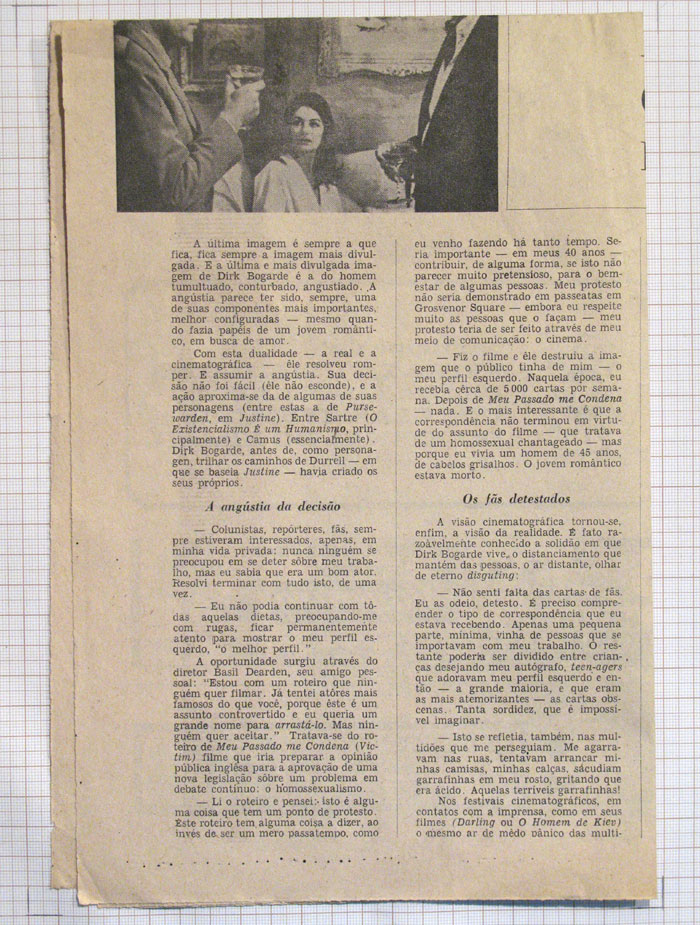 A última imagem é sempre a que
fica, fica sempre a imagem mais divul-
gada. E a última e mais divulgada ima-
gem de Dirk Bogarde é a do homem
tumultuado, conturbado, angustiado. A
angústia parece ter sido, sempre, uma
de suas componentes mais importantes,
melhor configuradas — mesmo quan-
do fazia papéis de um jovem românti-
co, em busca de amor.
Com esta dualidade — a real e a
cinematográfica — êle resolveu rom-
per. E assumir a angústia. Sua deci-
são não foi fácil (êle não esconde), e a
ação aproxima-se da de algumas de suas
personagens (entre estas a de Purse-
warden, em Justine). Entre Sartre (O
Existencialismo É um Humanismo, prin-
cipalmente) e Camus (essencialmente).
Dirk Bogarde, antes de, como persona-
gem, trilhar os caminhos de Durrell — em
que se baseia Justine — havia criado os
seus próprios.
A angústia da decisão
— Colunistas, repórteres, fãs, sem-
pre estiveram interessados, apenas, em
minha vida privada: nunca ninguém se
preocupou em se deter sôbre meu traba-
lho, mas eu sabia que era um bom ator.
Resolvi terminar com tudo isto, de uma
vez.
— Eu não podia continuar com tô-
das aquelas dietas, preocupando-me
com rugas, ficar permanentemente
atento para mostrar o meu perfil es-
querdo, "o melhor perfil."
A oportunidade surgiu através do
diretor Basil Dearden, seu amigo pes-
soal: "Estou com um roteiro que nin-
guém quer filmar. Já tentei atôres mais
famosos do que você, porque êste é um
assunto controvertido e eu queria um
grande nome para arrastá-lo. Mas nin-
guém quer aceitar." Tratava-se do ro-
teiro de Meu Passado me Condena (Vic-
tim) filme que iria preparar a opinião
pública inglêsa para a aprovação de uma
nova legislação sôbre um problema em
debate contínuo: o homossexualismo.
— Li o roteiro e pensei: isto é algu-
ma coisa que tem um ponto de protesto.
Êste roteiro tem alguma coisa a dizer, ao
invés de ser um mero passatempo, como
eu venho fazendo há tanto tempo. Se-
ria importante — em meus 40 anos —
contribuir, de alguma forma, se isto não
parecer muito pretensioso, para o bem-
estar de algumas pessoas. Meu protesto
não seria demonstrado em passeatas em
Grosvenor Square — embora eu respeite
muito as pessoas que o façam — meu
protesto teria de ser feito através de meu
meio de comunicação: o cinema.
— Fiz o filme e êle destruiu a ima-
gem que o público tinha de mim — o
meu perfil esquerdo. Naquela época, eu
recebia cêrca de 5 000 cartas por sema-
na. Depois de Meu Passado me Condena
— nada. E o mais interessante é que a
correspondência não terminou em virtu-
de do assunto do filme — que tratava
de um homossexual chantageado — mas
porque eu vivia um homem de 45 anos,
de cabelos grisalhos. O jovem romântico
estava morto.
Os fãs detestados
A visão cinematográfica tornou-se,
enfim, a visão da realidade. É fato ra-
zoàvelmente conhecido a solidão em que
Dirk Bogarde vive, o distanciamento que
mantém das pessoas, o ar distante, olhar
de eterno disguting:
— Não senti falta das cartas de fãs.
Eu as odeio, detesto. É preciso compre-
ender o tipo de correspondência que eu
estava recebendo. Apenas uma pequena
parte, mínima, vinha de pessoas que se
importavam com meu trabalho. O res-
tante poderia ser dividido entre crian-
ças desejando meu autógrafo, teen-agers
que adoravam meu perfil esquerdo e en-
tão — a grande maioria, e que eram
as mais atemorizantes — as cartas obs-
cenas. Tanta sordidez, que é impossí-
vel imaginar.
— Isto se refletia, também, nas mul-
tidões que me perseguiam. Me agarra-
vam nas ruas, tentavam arrancar mi-
nhas camisas, minhas calças, sacudiam
garrafinhas em meu rosto, gritando que
era ácido. Aquelas terríveis garrafinhas!
Nos festivais cinematográficos, em
contatos com a imprensa, como em seus
filmes (Darling ou O Homem de Kiev)
o mesmo ar de mêdo pânico das multi-